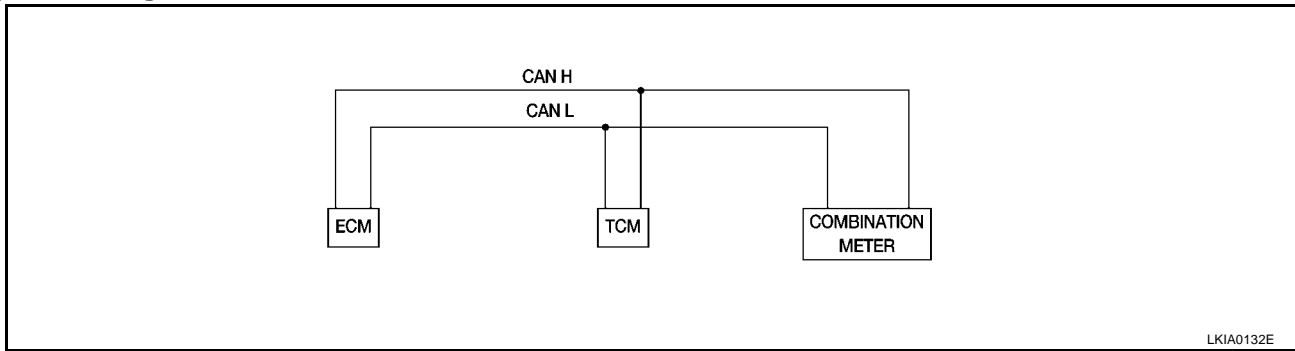 CAN H
CAN L
ECM
TCM
COMBINATION
METER
LKIA0132E